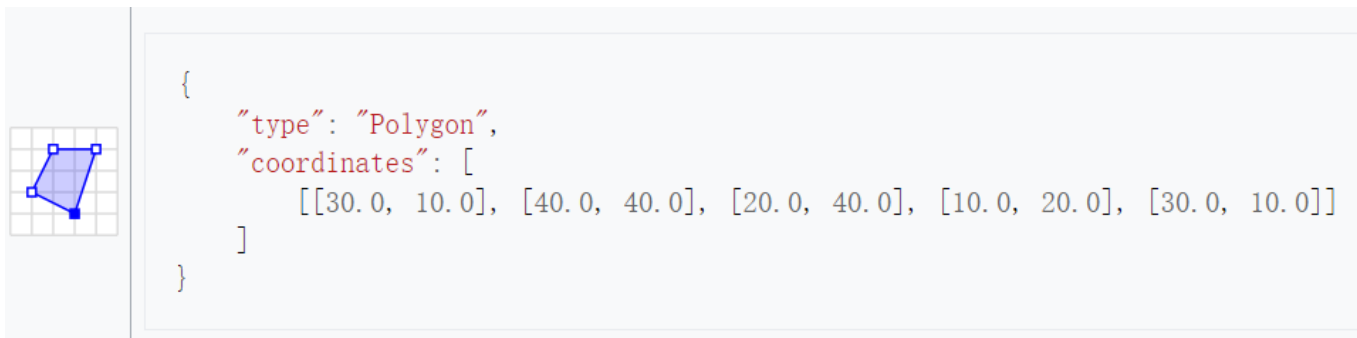 {
"type": "Polygon",
"coordinates": [
[[30.0, 10.0], [40.0, 40.0], [20.0, 40.0], [10.0, 20.0], [30.0, 10.0]]
]
}